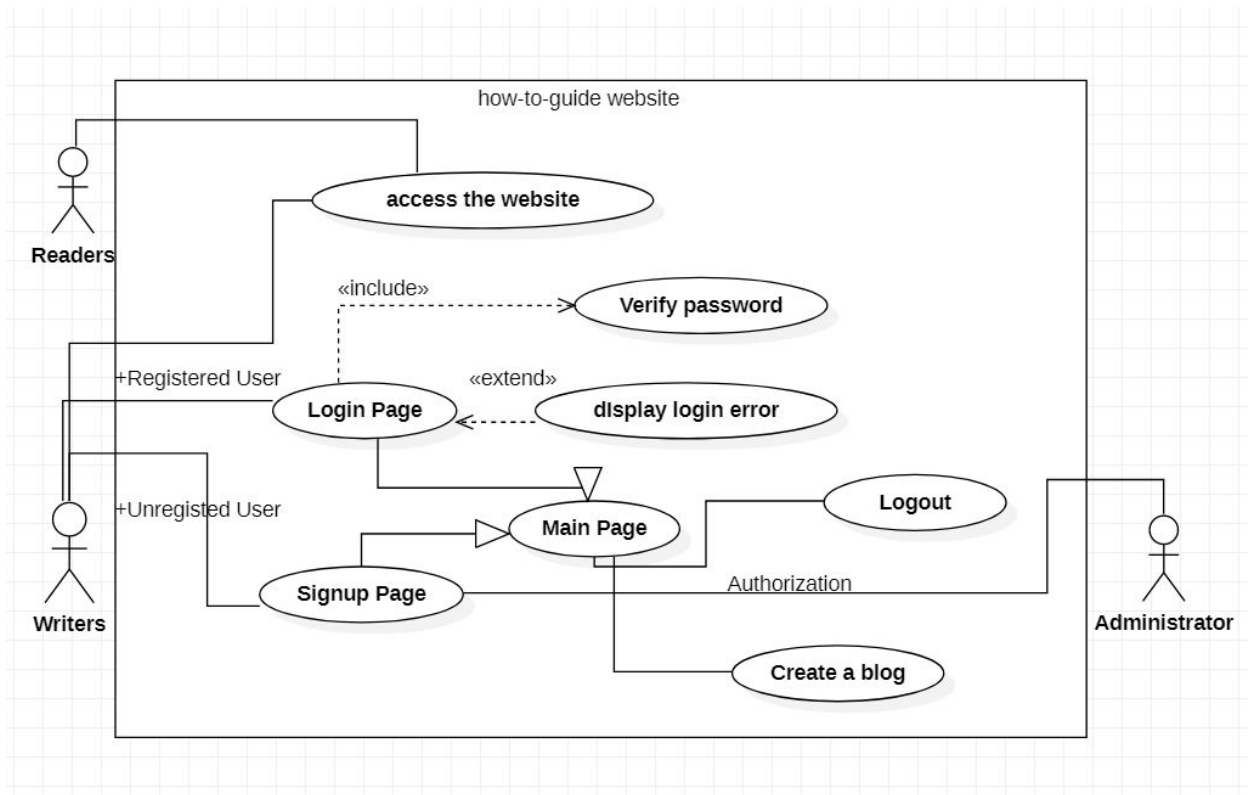 how-to-guide website
access the website
Readers
«include»
Verify password
+Registered User
«extend»
Login Page
dIsplay login error
Logout
+Unregisted User
Main Page
Authorization
Signup Page
Writers
Administrator
Create a blog